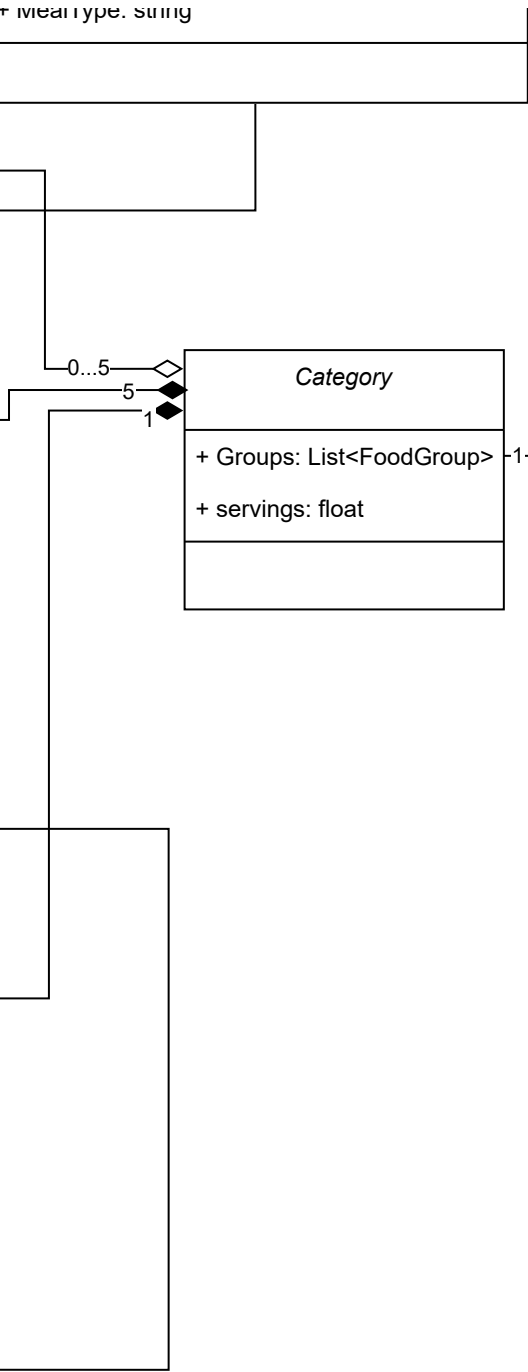 + MealType: string
0...5
Category
5
1
+ Groups: List<FoodGroup>
1
+ servings: float